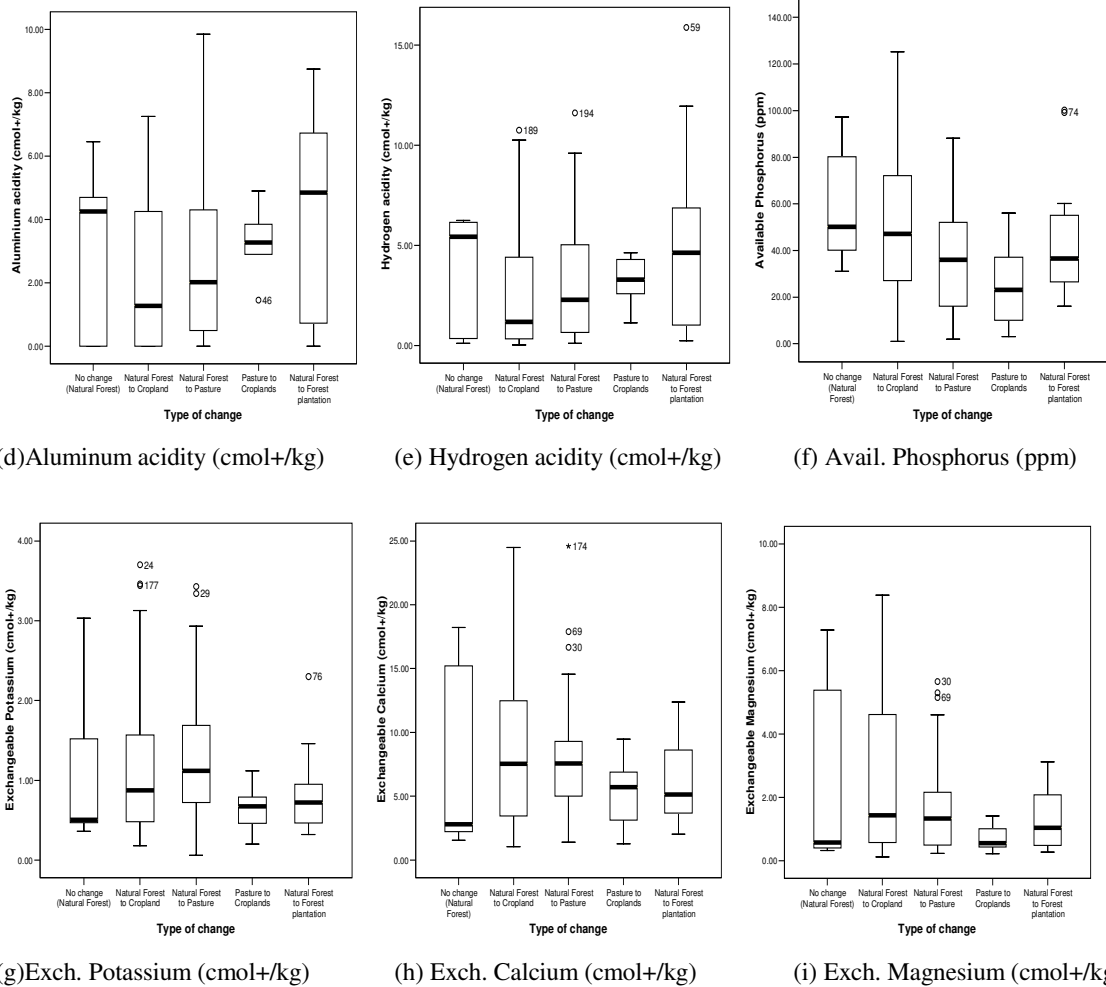 Aluminium acidity (cmol+/kg)
10.00
8.00
6.00
4.00
2.00
0.00
46
No change (Natural Forest)
Natural Forest to Cropland
Natural Forest to Pasture
Pasture to Croplands
Natural Forest to Forest plantation
Type of change
(d)Aluminum acidity (cmol+/kg)
Hydrogen acidity (cmol+/kg)
15.00
10.00
5.00
0.00
189
194
59
No change (Natural Forest)
Natural Forest to Cropland
Natural Forest to Pasture
Pasture to Croplands
Natural Forest to Forest plantation
Type of change
(e) Hydrogen acidity (cmol+/kg)
Available Phosphorus (ppm)
140.00
120.00
100.00
80.00
60.00
40.00
20.00
0.00
74
No change (Natural Forest)
Natural Forest to Cropland
Natural Forest to Pasture
Pasture to Croplands
Natural Forest to Forest plantation
Type of change
(f) Avail. Phosphorus (ppm)
Exchangeable Potassium (cmol+/kg)
4.00
3.00
2.00
1.00
0.00
24
177
29
76
No change (Natural Forest)
Natural Forest to Cropland
Natural Forest to Pasture
Pasture to Croplands
Natural Forest to Forest plantation
Type of change
(g)Exch. Potassium (cmol+/kg)
Exchangeable Calcium (cmol+/kg)
25.00
20.00
15.00
10.00
5.00
0.00
174
69
30
No change (Natural Forest)
Natural Forest to Cropland
Natural Forest to Pasture
Pasture to Croplands
Natural Forest to Forest plantation
Type of change
(h) Exch. Calcium (cmol+/kg)
Exchangeable Magnesium (cmol+/kg)
10.00
8.00
6.00
4.00
2.00
0.00
30
69
No change (Natural Forest)
Natural Forest to Cropland
Natural Forest to Pasture
Pasture to Croplands
Natural Forest to Forest plantation
Type of change
(i) Exch. Magnesium (cmol+/kg